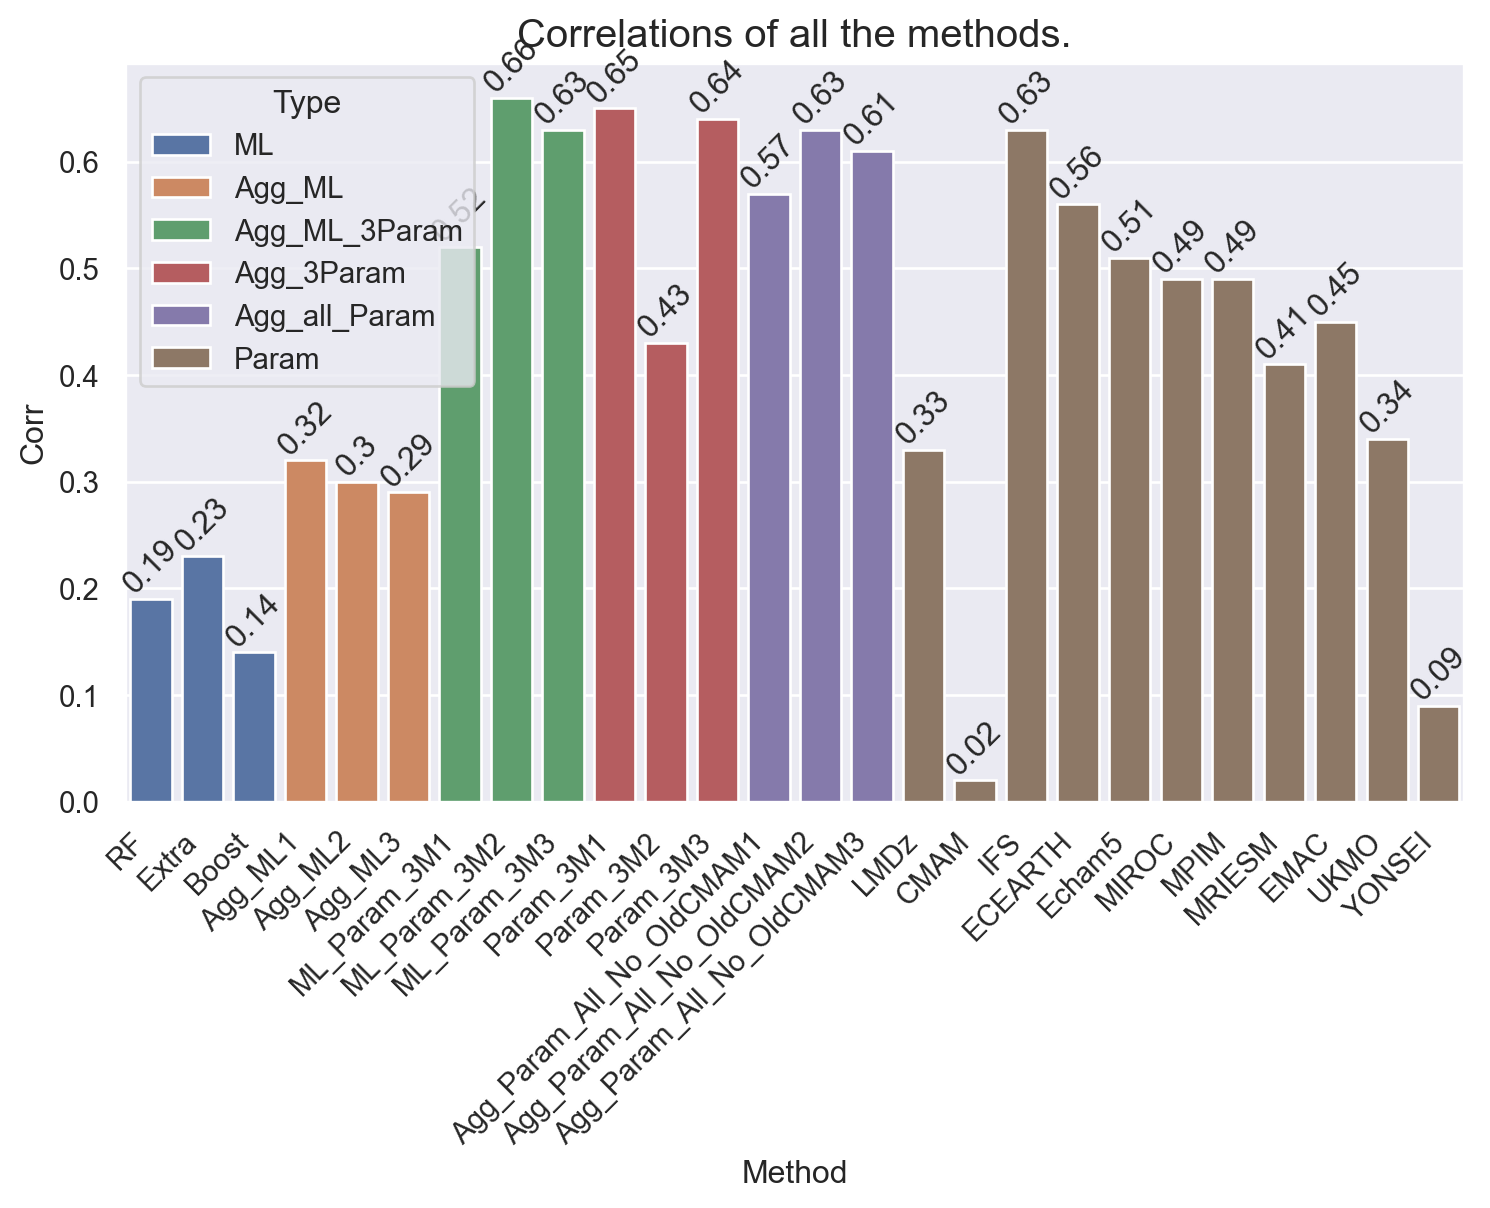 Correlations of all the methods.
Type
ML
Agg_ML
Agg_ML_3Param
Agg_3Param
Agg_all_Param
Param
Corr
0.6
0.5
0.4
0.3
0.2
0.1
0.0
0.19
0.23
0.14
0.32
0.3
0.29
0.52
0.66
0.63
0.65
0.43
0.64
0.57
0.63
0.61
0.33
0.02
0.63
0.56
0.51
0.49
0.49
0.41
0.45
0.34
0.09
RF
Extra
Boost
Agg_ML1
Agg_ML2
Agg_ML3
ML_Param_3M1
ML_Param_3M2
ML_Param_3M3
Param_3M1
Param_3M2
Param_3M3
Agg_Param_All_No_OldCMAM1
Agg_Param_All_No_OldCMAM2
Agg_Param_All_No_OldCMAM3
LMDz
CMAM
IFS
ECEARTH
Echam5
MIROC
MPIM
MRIESM
EMAC
UKMO
YONSEI
Method